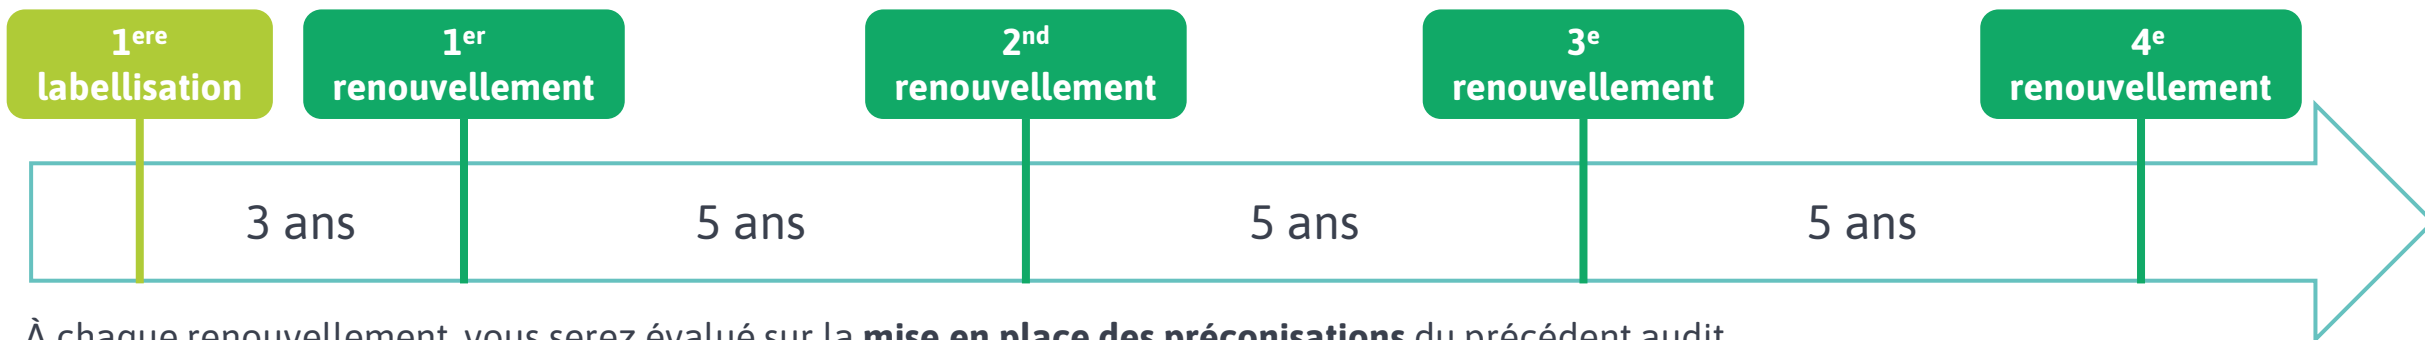 1ere
labellisation
1er
renouvellement
2nd
renouvellement
3e
renouvellement
4e
renouvellement
3 ans
5 ans
5 ans
5 ans
À chaque renouvellement, vous serez évalué sur la mise en place des préconisations du précédent audit